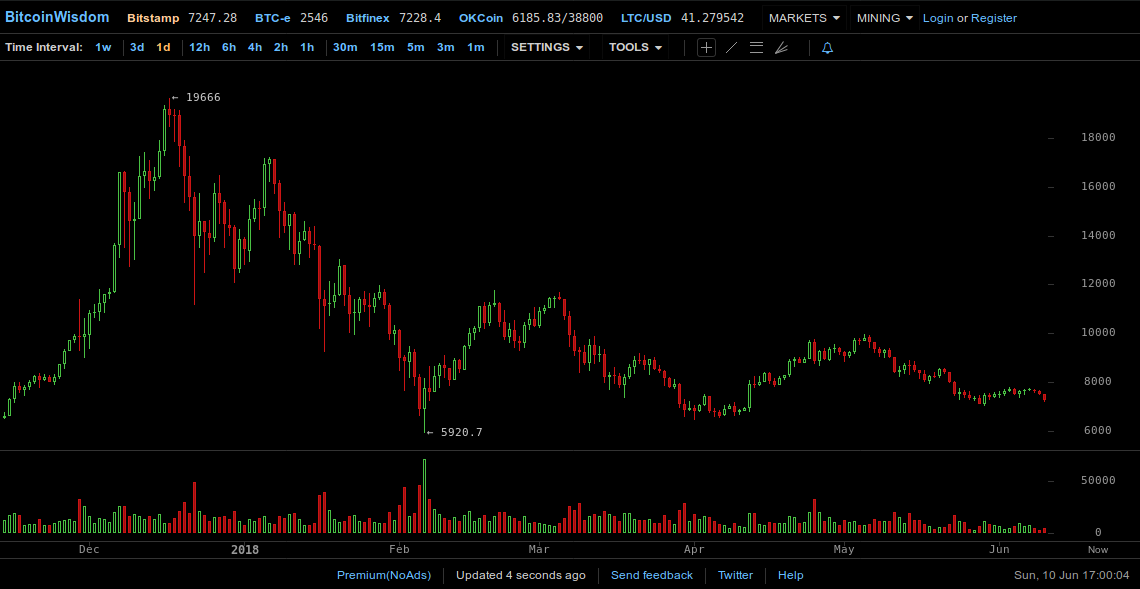 BitcoinWisdom Bitstamp 7247.28 BTC-e 2546 Bitfinex 7228.4 OKCoin 6185.83/38800 LTC/USD 41.279542 MARKETS MINING Login or Register
Time Interval: 1w 3d 1d 12h 6h 4h 2h 1h 30m 15m 5m 3m 1m SETTINGS TOOLS
← 19666
18000
16000
14000
12000
10000
8000
6000
← 5920.7
50000
0
Dec 2018 Feb Mar Apr May Jun Now
Premium(NoAds) Updated 4 seconds ago Send feedback Twitter Help Sun, 10 Jun 17:00:04